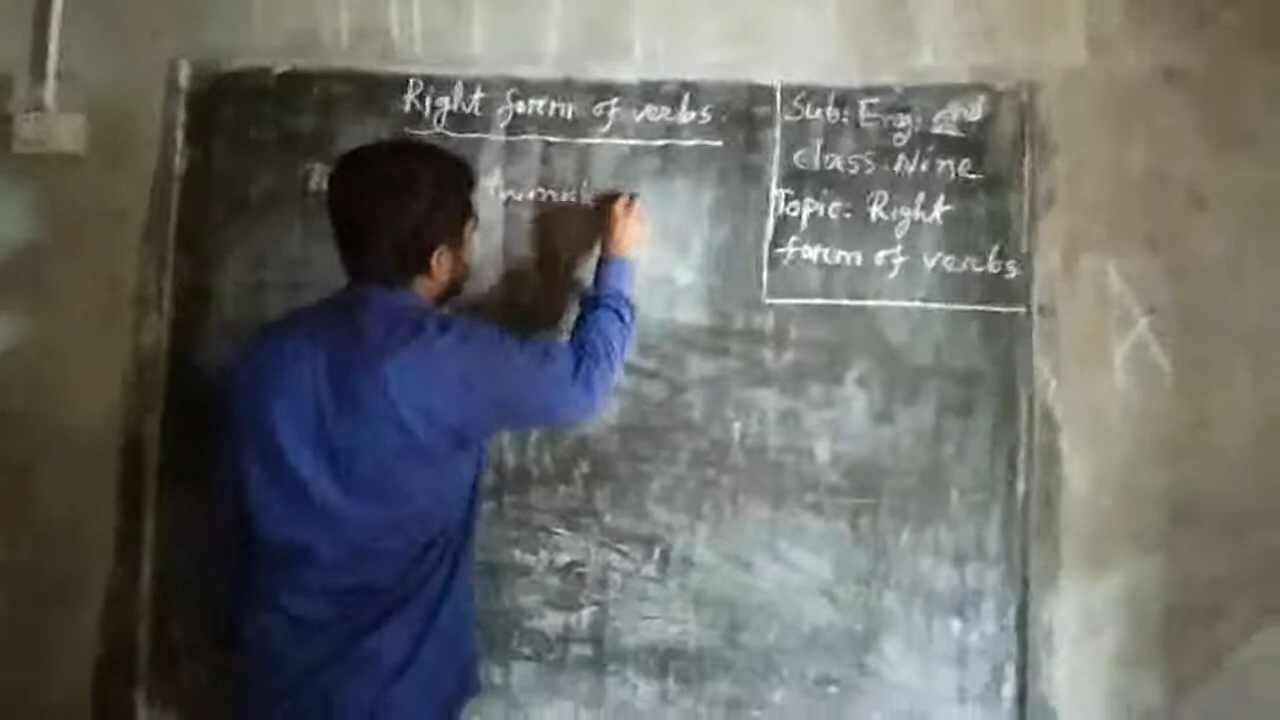 Right form of verbs.
Sub: Eng. 2nd
class-Nine
Topic- Right
form of verbs